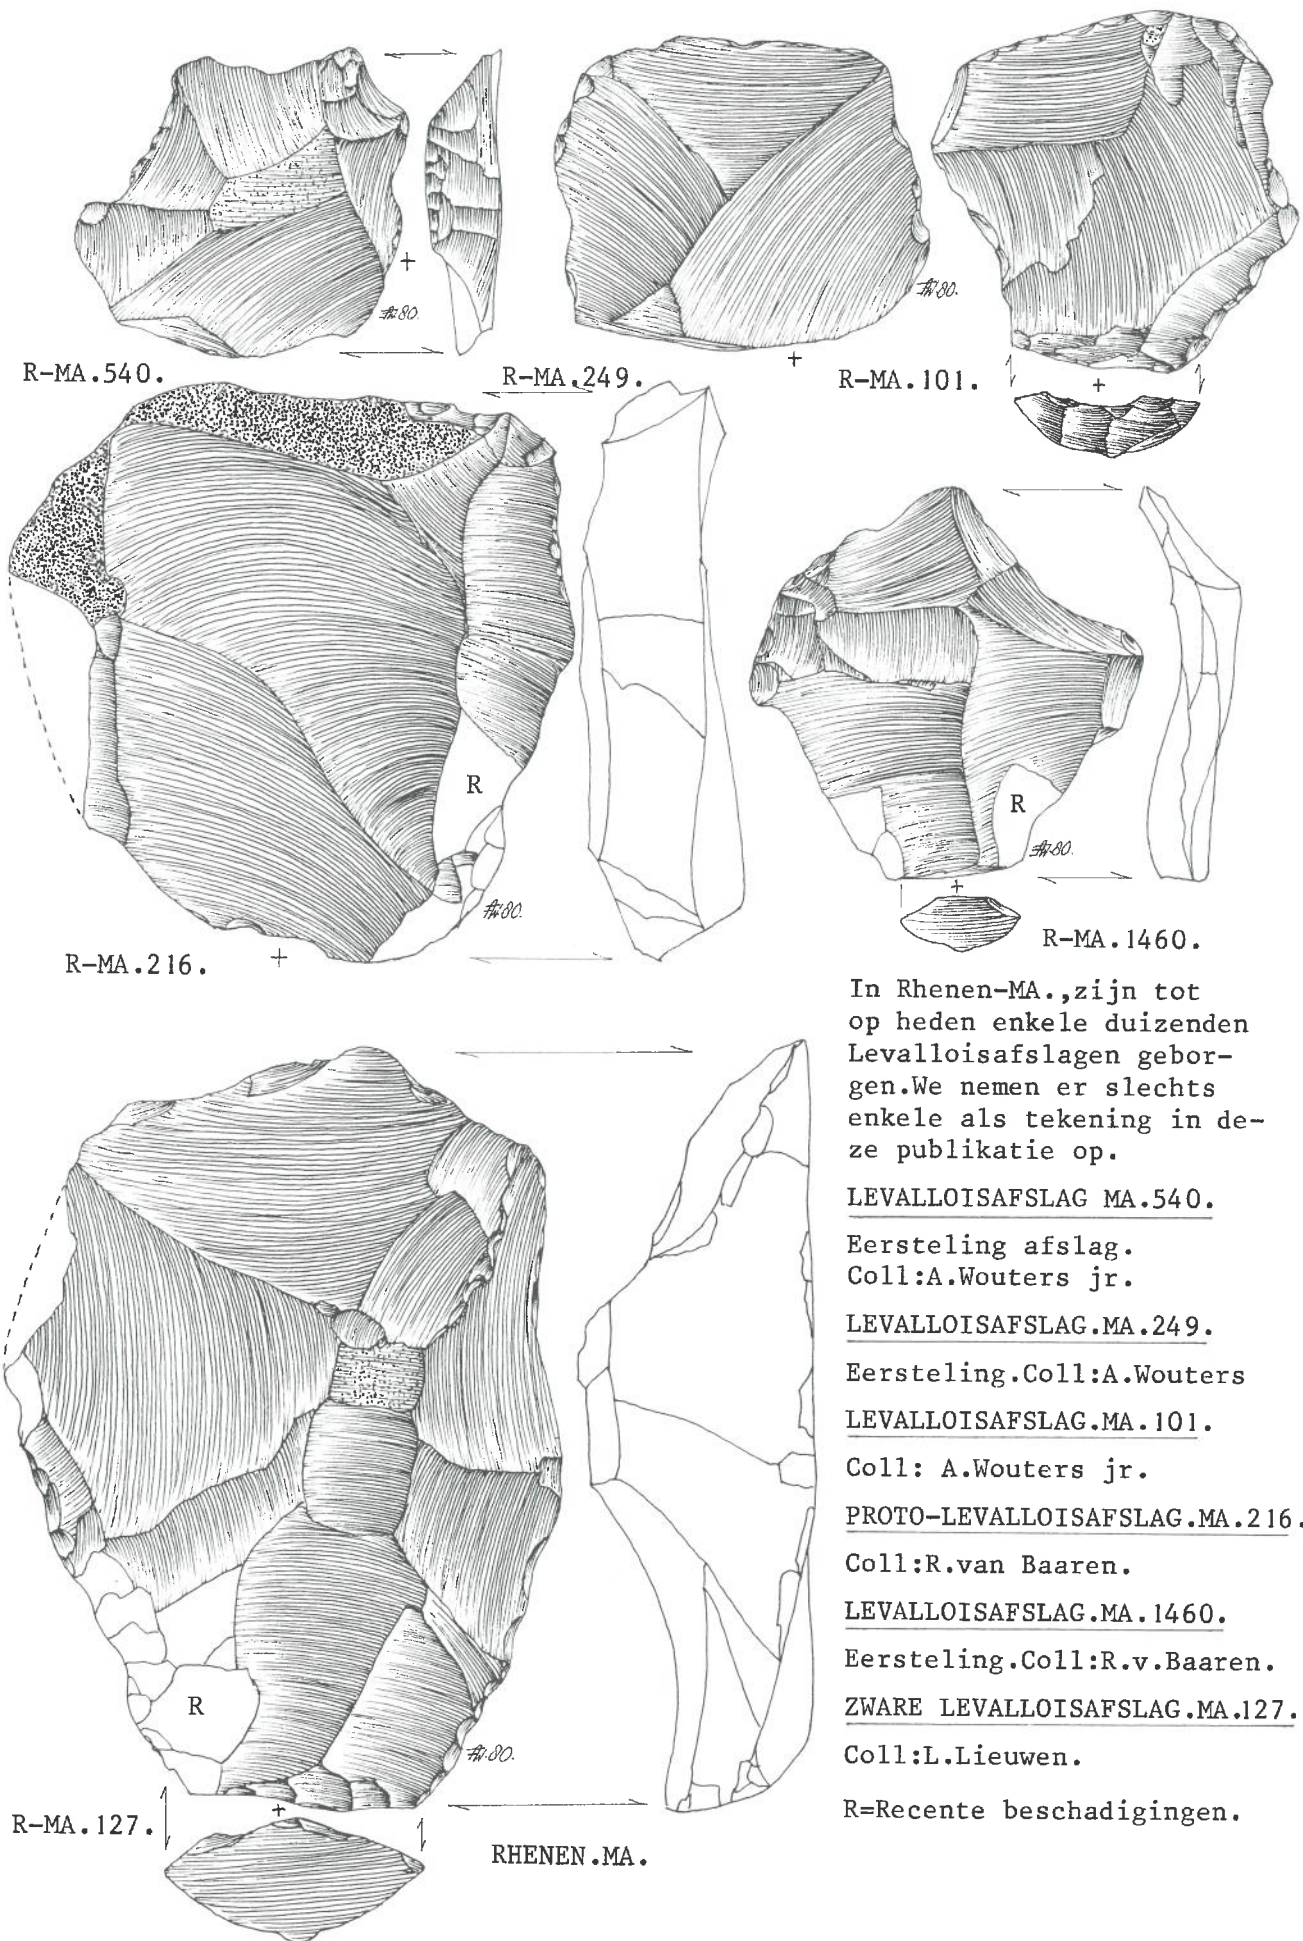 R-MA.540.
R-MA.249.
R-MA.101.
R
R
R-MA.216.
R-MA.1460.
In Rhenen-MA.,zijn tot
op heden enkele duizenden
Levalloisafslagen gebor-
gen.We nemen er slechts
enkele als tekening in de-
ze publikatie op.
LEVALLOISAFSLAG MA.540.
Eersteling afslag.
Coll:A.Wouters jr.
LEVALLOISAFSLAG.MA.249.
Eersteling.Coll:A.Wouters
LEVALLOISAFSLAG.MA.101.
Coll: A.Wouters jr.
PROTO-LEVALLOISAFSLAG.MA.216.
Coll:R.van Baaren.
LEVALLOISAFSLAG.MA.1460.
Eersteling.Coll:R.v.Baaren.
ZWARE LEVALLOISAFSLAG.MA.127.
Coll:L.Lieuwen.
R=Recente beschadigingen.
R
R-MA.127.
RHENEN.MA.